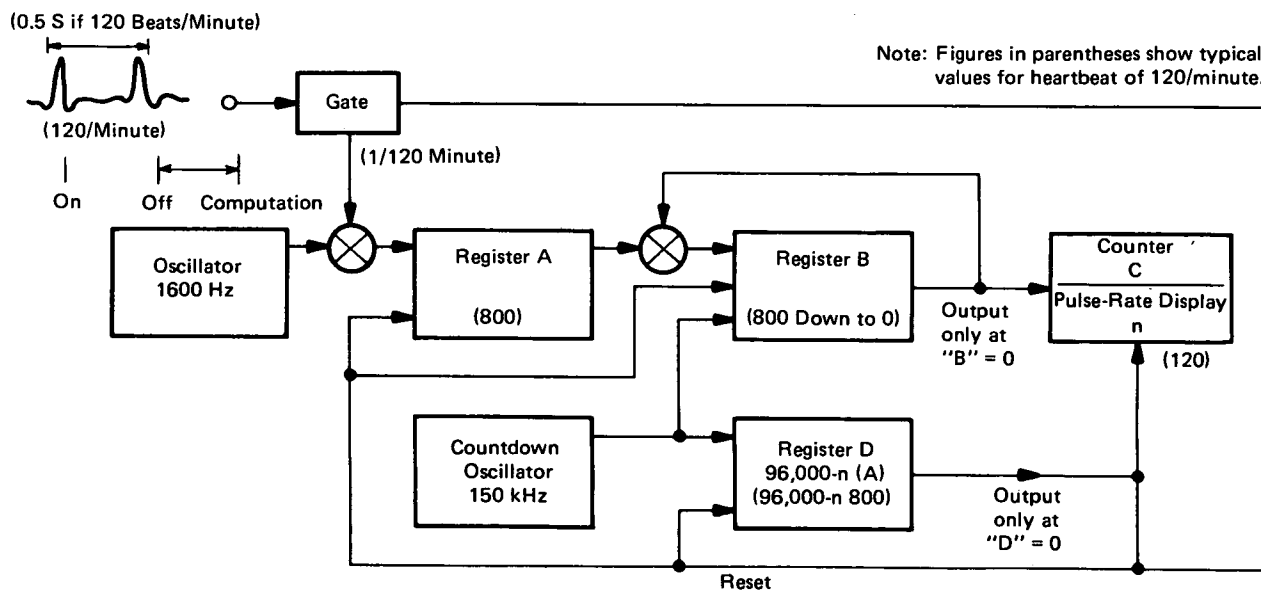 (0.5 S if 120 Beats/Minute)
Note: Figures in parentheses show typical
values for heartbeat of 120/minute.
Gate
(120/Minute)
(1/120 Minute)
On
Off
Computation
Oscillator
1600 Hz
Register A
(800)
Register B
(800 Down to 0)
Output
only at
"B" = 0
Counter
C
Pulse-Rate Display
n
(120)
Countdown
Oscillator
150 kHz
Register D
96,000-n (A)
(96,000-n 800)
Output
only at
"D" = 0
Reset